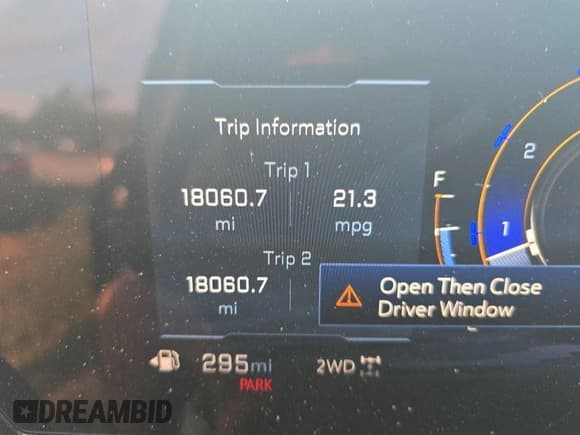 Trip Information
Trip 1
18060.7 21.3
mi mpg
Trip 2
18060.7
mi
F
2
1
Open Then Close
Driver Window
295mi 2WD
PARK
DREAMBID